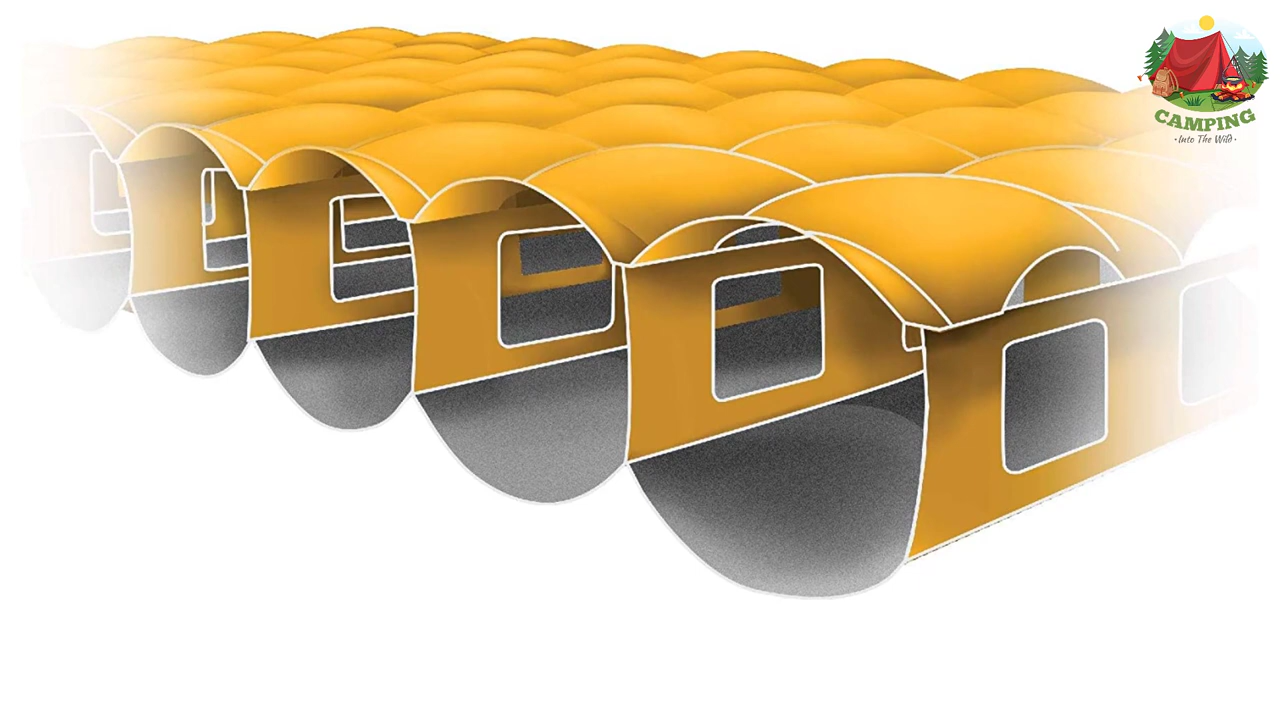 CAMPING
• Into The Wild •